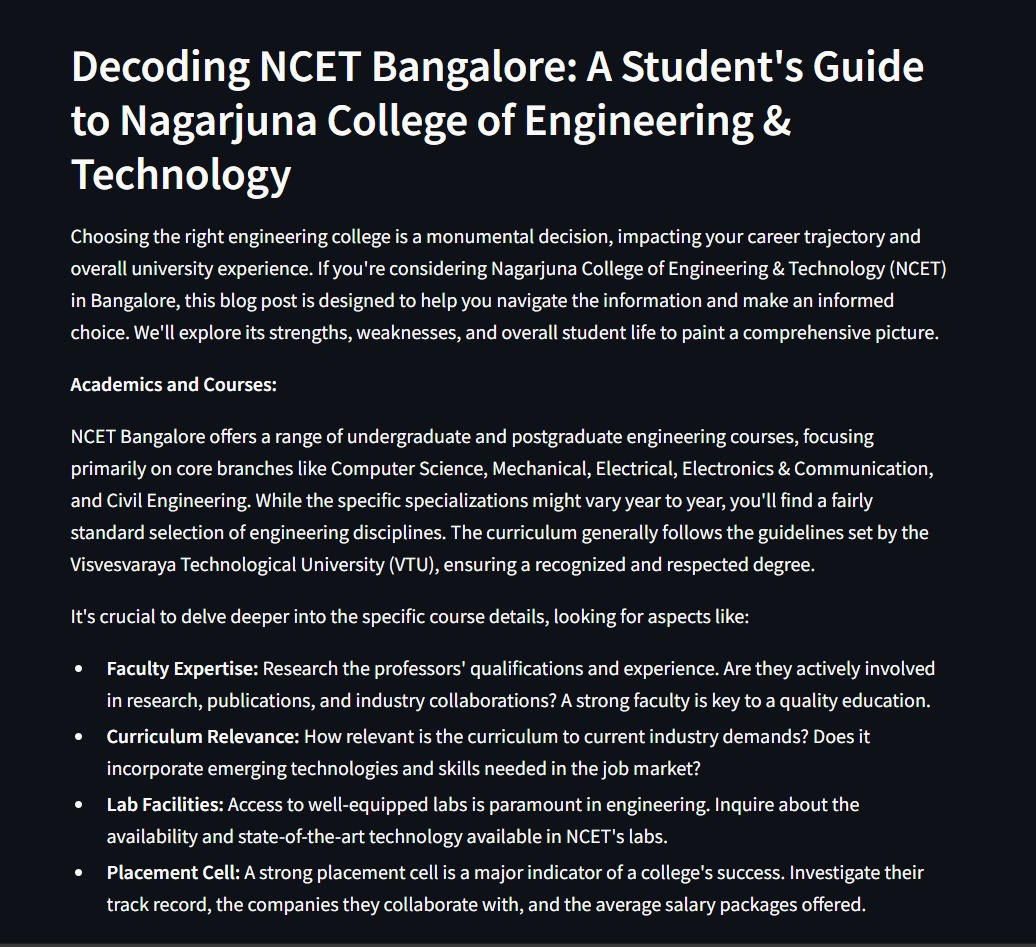 Decoding NCET Bangalore: A Student's Guide
to Nagarjuna College of Engineering &
Technology
Choosing the right engineering college is a monumental decision, impacting your career trajectory and
overall university experience. If you're considering Nagarjuna College of Engineering & Technology (NCET)
in Bangalore, this blog post is designed to help you navigate the information and make an informed
choice. We'll explore its strengths, weaknesses, and overall student life to paint a comprehensive picture.
Academics and Courses:
NCET Bangalore offers a range of undergraduate and postgraduate engineering courses, focusing
primarily on core branches like Computer Science, Mechanical, Electrical, Electronics & Communication,
and Civil Engineering. While the specific specializations might vary year to year, you'll find a fairly
standard selection of engineering disciplines. The curriculum generally follows the guidelines set by the
Visvesvaraya Technological University (VTU), ensuring a recognized and respected degree.
It's crucial to delve deeper into the specific course details, looking for aspects like:
• Faculty Expertise: Research the professors' qualifications and experience. Are they actively involved
in research, publications, and industry collaborations? A strong faculty is key to a quality education.
• Curriculum Relevance: How relevant is the curriculum to current industry demands? Does it
incorporate emerging technologies and skills needed in the job market?
• Lab Facilities: Access to well-equipped labs is paramount in engineering. Inquire about the
availability and state-of-the-art technology available in NCET's labs.
• Placement Cell: A strong placement cell is a major indicator of a college's success. Investigate their
track record, the companies they collaborate with, and the average salary packages offered.